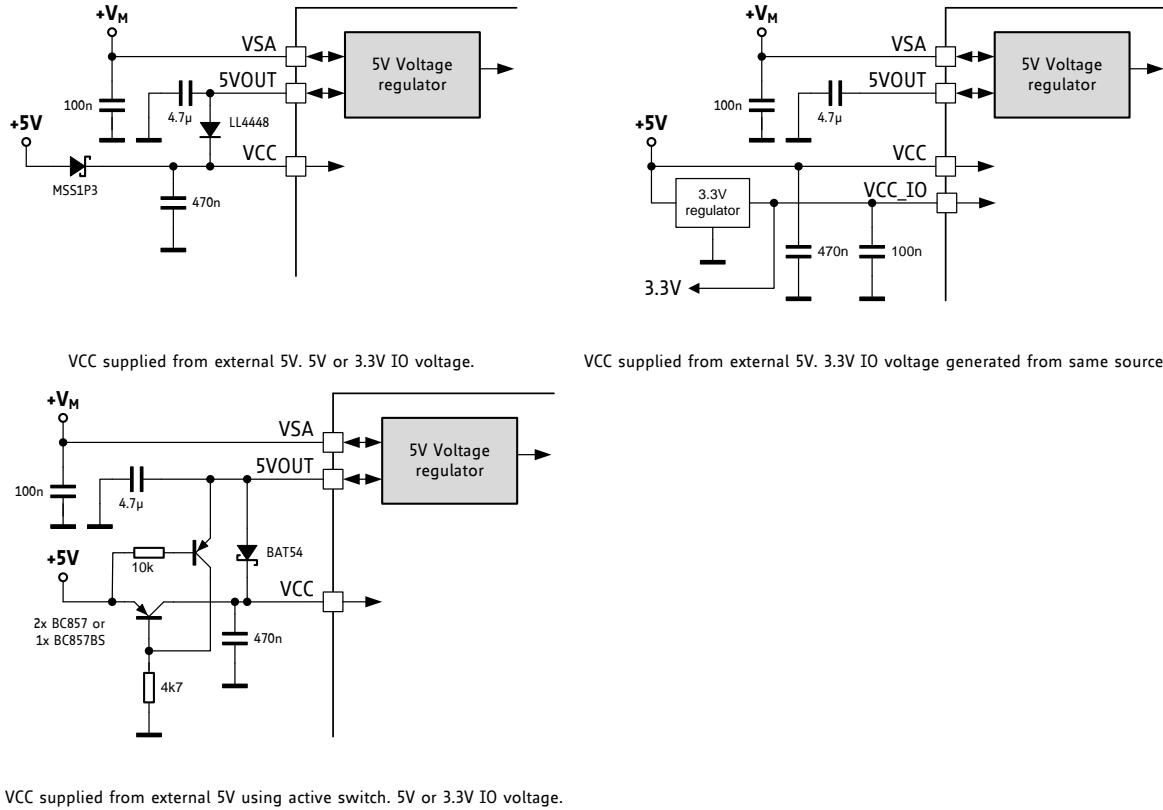 +VM
VSA
5V Voltage
regulator
5VOUT
100n
4.7µ
LL4448
+5V
VCC
MSS1P3
470n
VCC supplied from external 5V. 5V or 3.3V IO voltage.
+VM
VSA
5V Voltage
regulator
5VOUT
100n
4.7µ
+5V
VCC
3.3V
regulator
VCC_IO
470n
100n
3.3V
VCC supplied from external 5V. 3.3V IO voltage generated from same source
+VM
VSA
5V Voltage
regulator
5VOUT
100n
4.7µ
+5V
10k
BAT54
VCC
2x BC857 or
1x BC857BS
470n
4k7
VCC supplied from external 5V using active switch. 5V or 3.3V IO voltage.